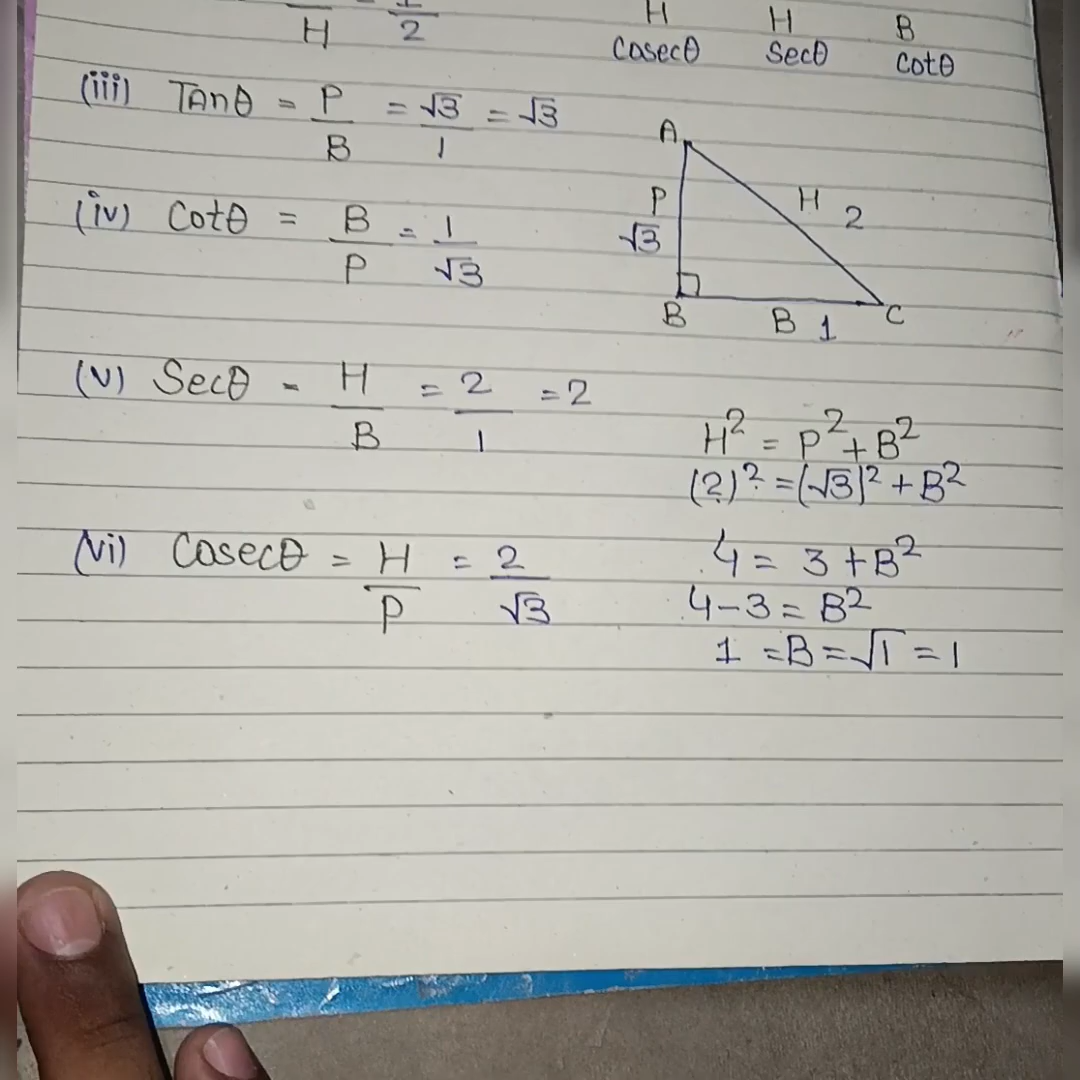 H = 1/2
H H B
Cosecθ Secθ Cotθ
(iii) Tanθ = P/B = √3/1 = √3
(iv) Cotθ = B/P = 1/√3
A
P H 2
√3
B B 1 C
(v) Secθ = H/B = 2/1 = 2
H² = P² + B²
(2)² = (√3)² + B²
(vi) Cosecθ = H/P = 2/√3
4 = 3 + B²
4 - 3 = B²
1 = B = √1 = 1